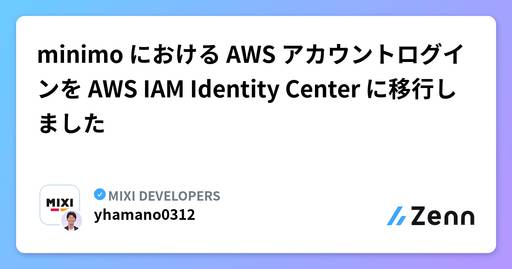 minimo における AWS アカウントログイ
ンを AWS IAM Identity Center に移行し
ました
MIXI
MIXI DEVELOPERS
yhamano0312
Zenn